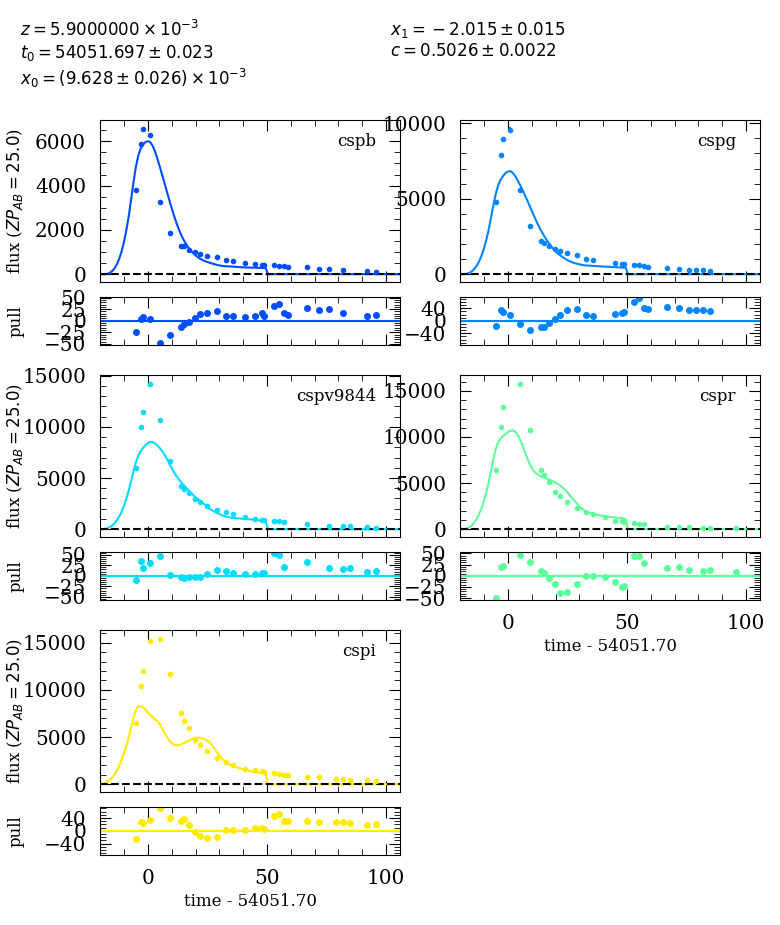 z = 5.9000000 × 10⁻³
x₁ = −2.015 ± 0.015
t₀ = 54051.697 ± 0.023
c = 0.5026 ± 0.0022
x₀ = (9.628 ± 0.026) × 10⁻³
cspb
6000
4000
2000
0
flux (ZP_AB = 25.0)
50
25
0
−25
−50
pull
cspg
10000
5000
0
40
0
−40
cspv9844
15000
10000
5000
0
flux (ZP_AB = 25.0)
50
25
0
−25
−50
pull
cspr
15000
10000
5000
0
50
25
0
−25
−50
0 50 100
time - 54051.70
cspi
15000
10000
5000
0
flux (ZP_AB = 25.0)
40
0
−40
pull
0 50 100
time - 54051.70